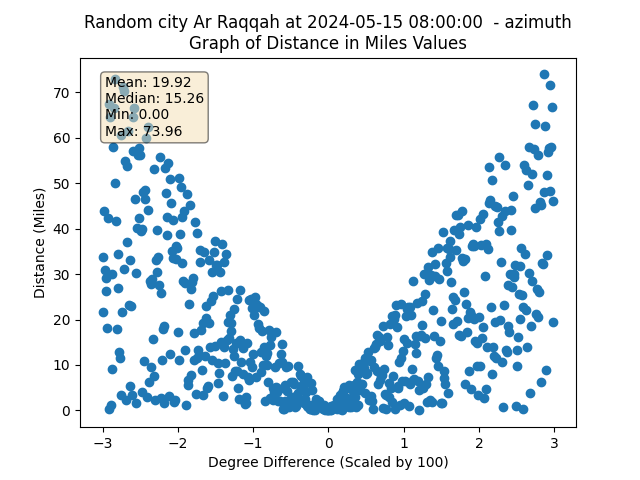 Random city Ar Raqqah at 2024-05-15 08:00:00 - azimuth
Graph of Distance in Miles Values
Mean: 19.92
Median: 15.26
Min: 0.00
Max: 73.96
Distance (Miles)
70
60
50
40
30
20
10
0
−3 −2 −1 0 1 2 3
Degree Difference (Scaled by 100)